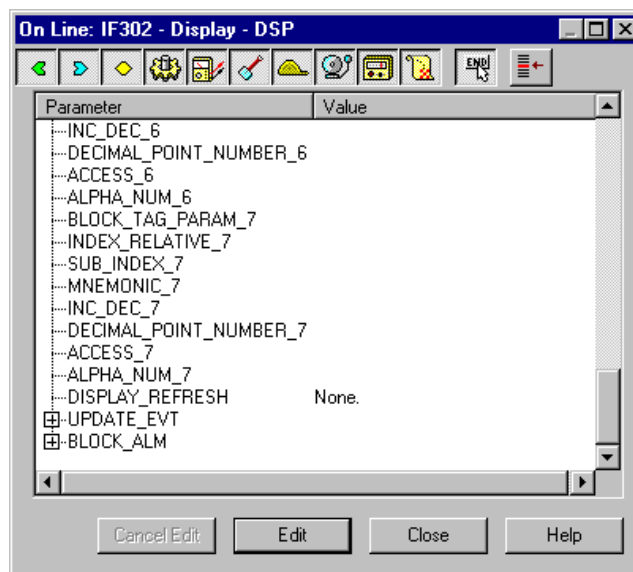 On Line: IF302 - Display - DSP
END
Parameter Value
INC_DEC_6
DECIMAL_POINT_NUMBER_6
ACCESS_6
ALPHA_NUM_6
BLOCK_TAG_PARAM_7
INDEX_RELATIVE_7
SUB_INDEX_7
MNEMONIC_7
INC_DEC_7
DECIMAL_POINT_NUMBER_7
ACCESS_7
ALPHA_NUM_7
DISPLAY_REFRESH None.
UPDATE_EVT
BLOCK_ALM
Cancel Edit Edit Close Help